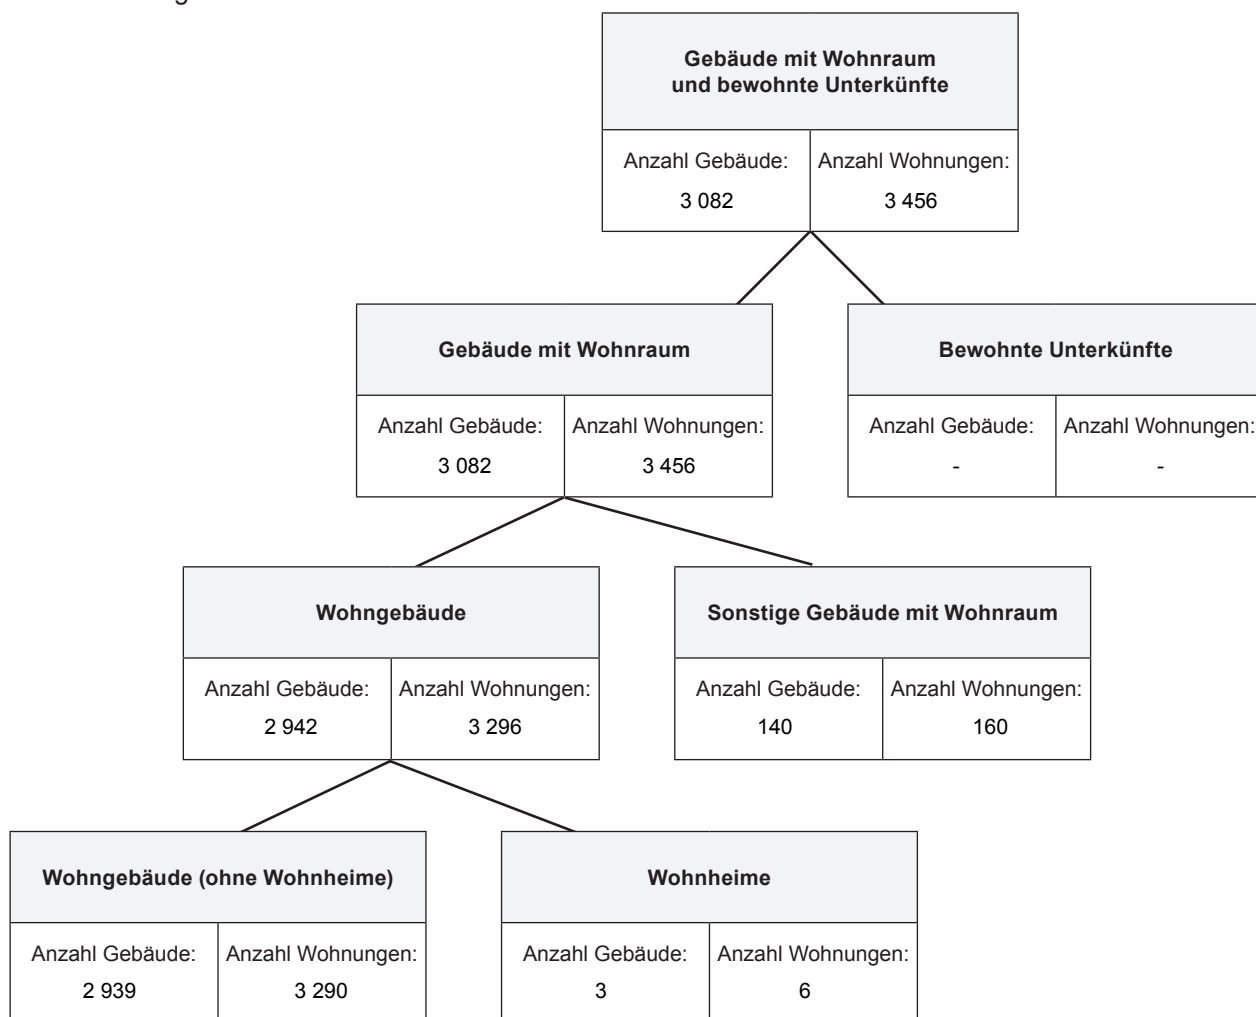 Gebäude mit Wohnraum
und bewohnte Unterkünfte
Anzahl Gebäude: Anzahl Wohnungen:
3 082 3 456
Gebäude mit Wohnraum
Anzahl Gebäude: Anzahl Wohnungen:
3 082 3 456
Bewohnte Unterkünfte
Anzahl Gebäude: Anzahl Wohnungen:
- -
Wohngebäude
Anzahl Gebäude: Anzahl Wohnungen:
2 942 3 296
Sonstige Gebäude mit Wohnraum
Anzahl Gebäude: Anzahl Wohnungen:
140 160
Wohngebäude (ohne Wohnheime)
Anzahl Gebäude: Anzahl Wohnungen:
2 939 3 290
Wohnheime
Anzahl Gebäude: Anzahl Wohnungen:
3 6